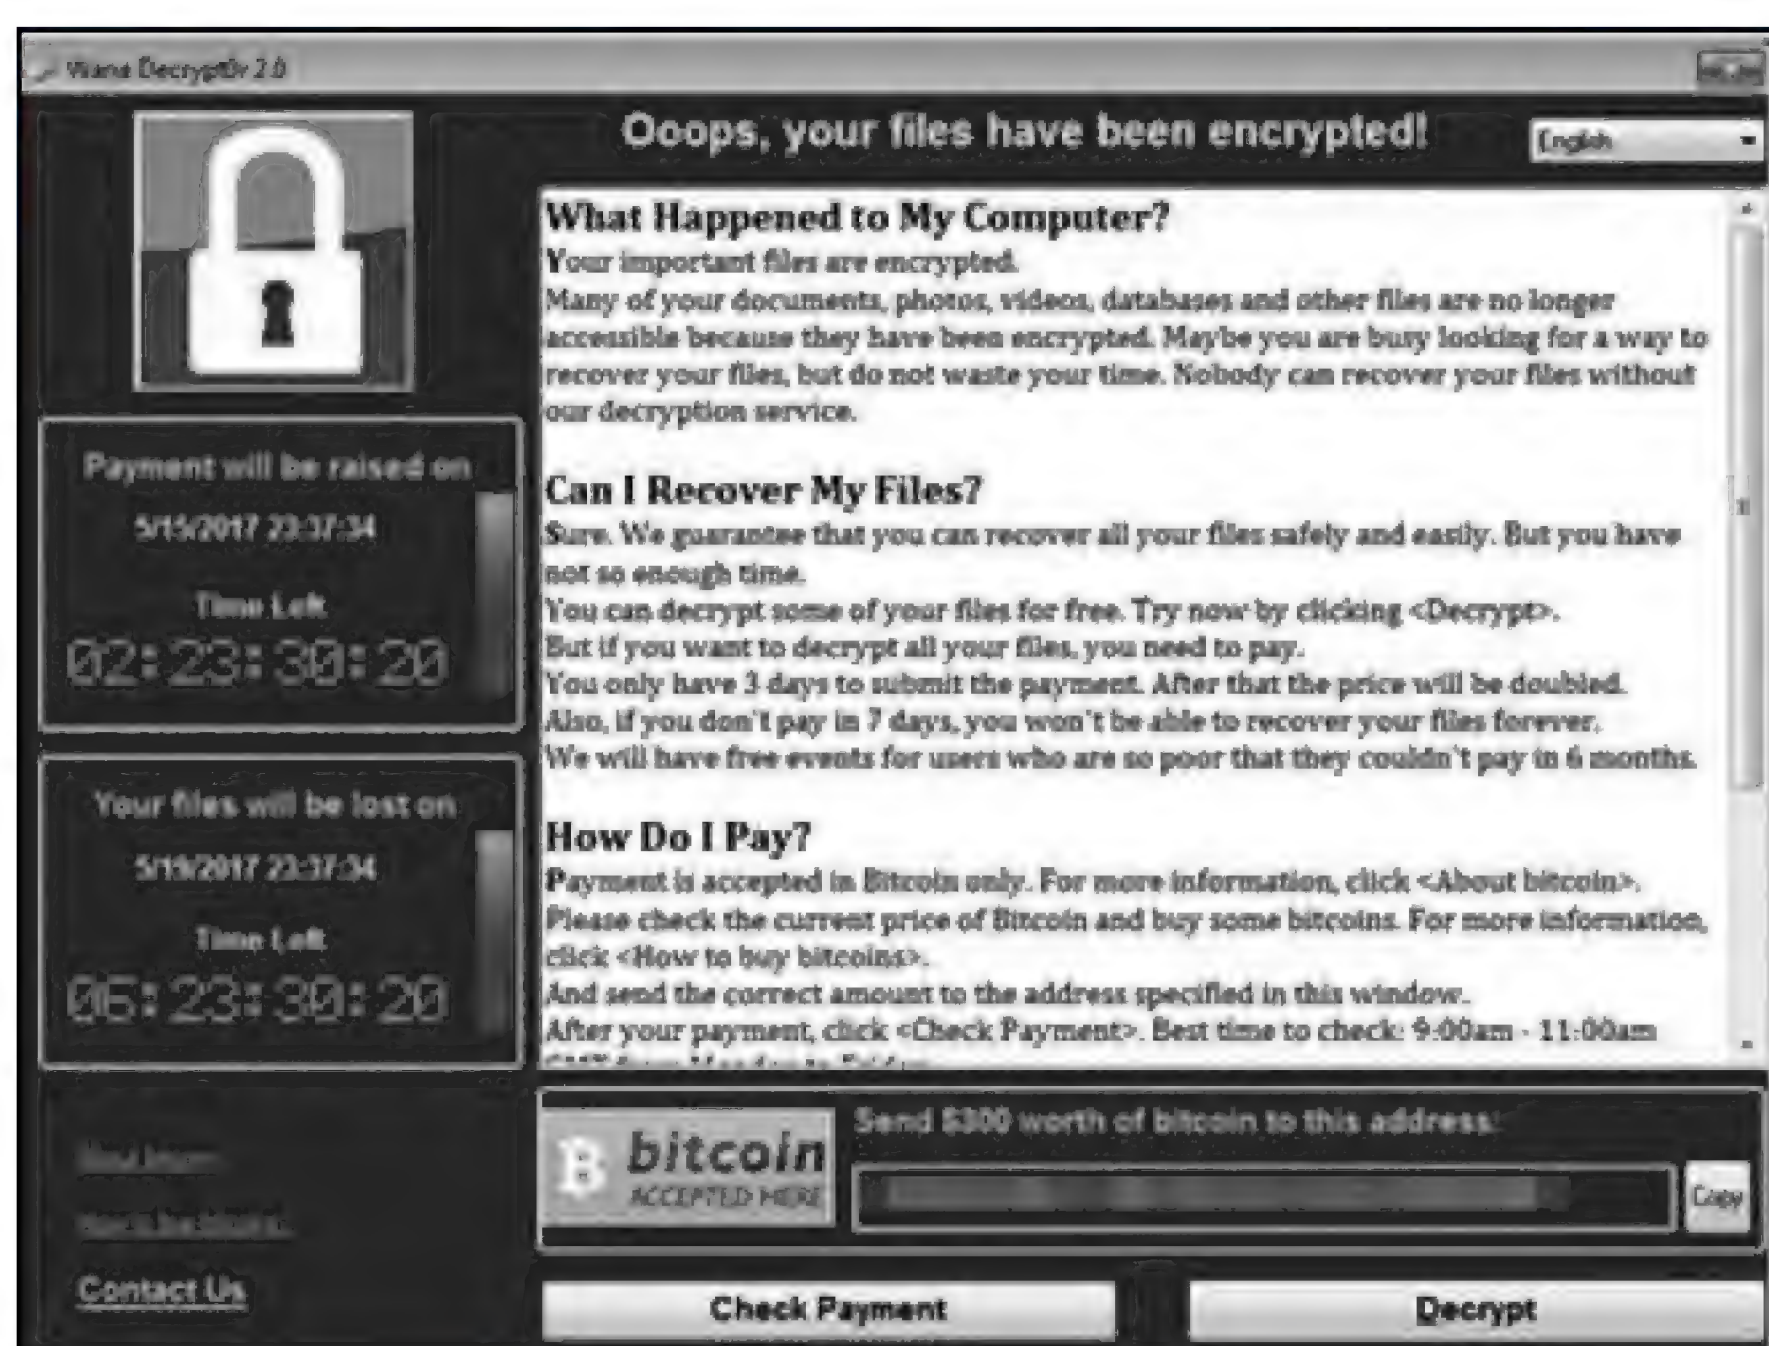 Wana Decrypt0r 2.0
Ooops, your files have been encrypted!
English
What Happened to My Computer?
Your important files are encrypted.
Many of your documents, photos, videos, databases and other files are no longer
accessible because they have been encrypted. Maybe you are busy looking for a way to
recover your files, but do not waste your time. Nobody can recover your files without
our decryption service.
Can I Recover My Files?
Sure. We guarantee that you can recover all your files safely and easily. But you have
not so enough time.
You can decrypt some of your files for free. Try now by clicking <Decrypt>.
But if you want to decrypt all your files, you need to pay.
You only have 3 days to submit the payment. After that the price will be doubled.
Also, if you don't pay in 7 days, you won't be able to recover your files forever.
We will have free events for users who are so poor that they couldn't pay in 6 months.
How Do I Pay?
Payment is accepted in Bitcoin only. For more information, click <About bitcoin>.
Please check the current price of Bitcoin and buy some bitcoins. For more information,
click <How to buy bitcoins>.
And send the correct amount to the address specified in this window.
After your payment, click <Check Payment>. Best time to check: 9:00am - 11:00am
Payment will be raised on
5/15/2017 23:37:34
Time Left
02:23:30:20
Your files will be lost on
5/19/2017 23:37:34
Time Left
06:23:30:20
Contact Us
bitcoin
ACCEPTED HERE
Send $300 worth of bitcoin to this address:
Copy
Check Payment
Decrypt